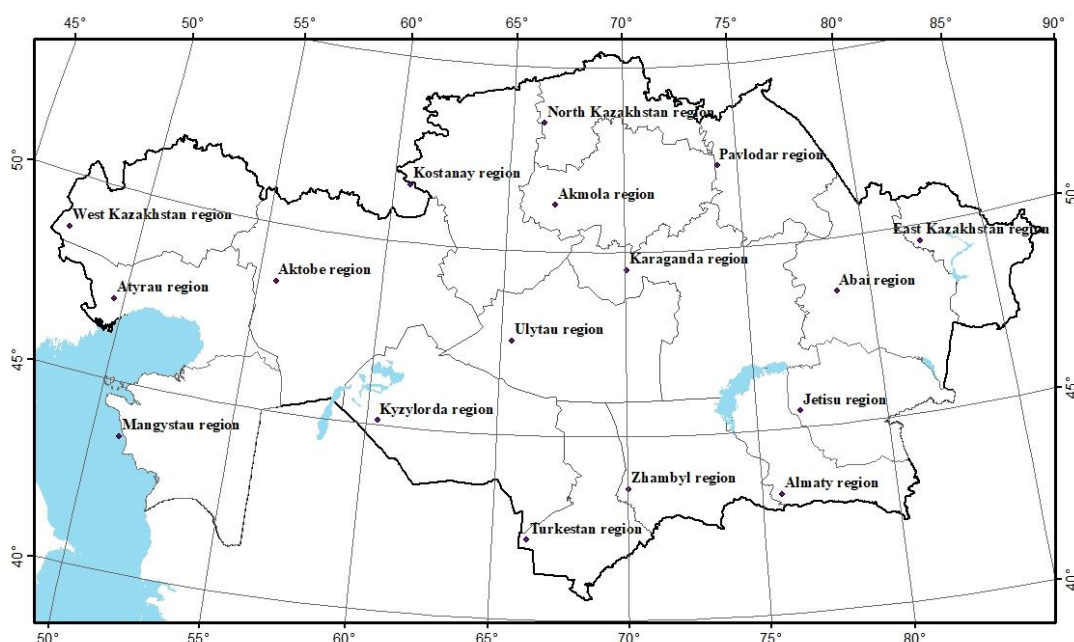 45° 50° 55° 60° 65° 70° 75° 80° 85° 90°
North Kazakhstan region
50°
Pavlodar region
Kostanay region
Akmola region
50°
West Kazakhstan region
East Kazakhstan region
Karaganda region
Aktobe region
Abai region
Atyrau region
Ulytau region
45°
45°
Jetisu region
Kyzylorda region
Mangystau region
Zhambyl region
Almaty region
Turkestan region
40°
40°
50° 55° 60° 65° 70° 75° 80°